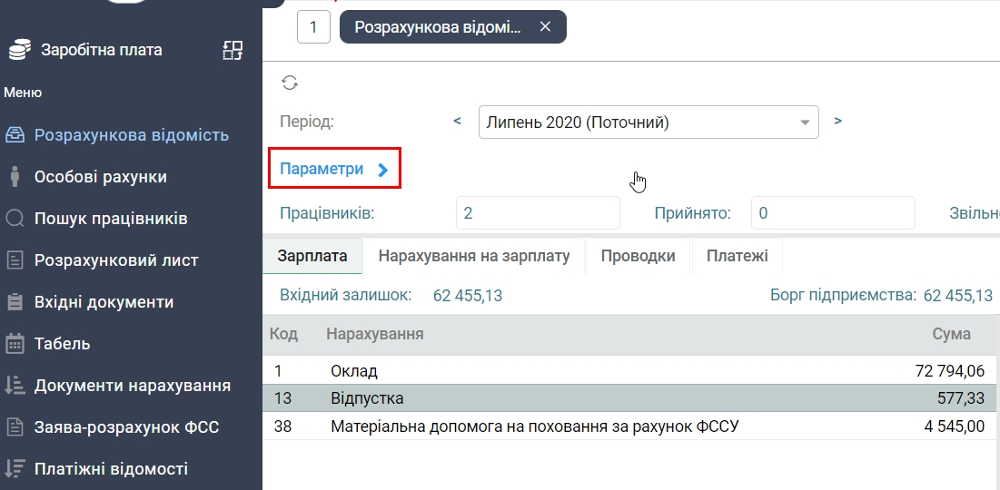 1
Розрахункова відомі...
Заробітна плата
Меню
Розрахункова відомість
Особові рахунки
Пошук працівників
Розрахунковий лист
Вхідні документи
Табель
Документи нарахування
Заява-розрахунок ФСС
Платіжні відомості
Період: < Липень 2020 (Поточний) >
Параметри
Працівників: 2 Прийнято: 0 Звільн
Зарплата Нарахування на зарплату Проводки Платежі
Вхідний залишок: 62 455,13 Борг підприємства: 62 455,13
Код Нарахування Сума
1 Оклад 72 794,06
13 Відпустка 577,33
38 Матеріальна допомога на поховання за рахунок ФССУ 4 545,00